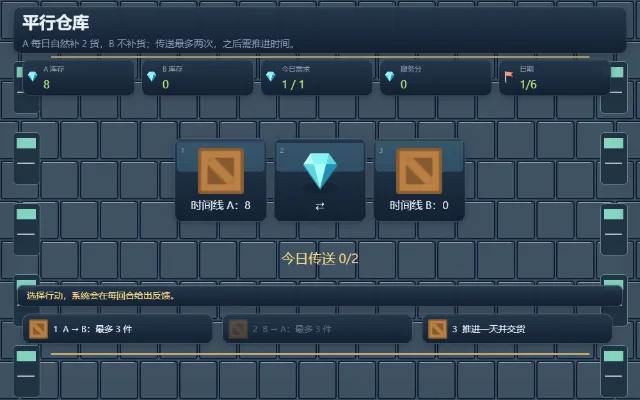 平行仓库
A 每日自然补 2 货，B 不补货；传送最多两次，之后需推进时间。
A 库存
8
B 库存
0
今日需求
1 / 1
服务分
0
日期
1/6
1
时间线 A：8
2
⇄
3
时间线 B：0
今日传送 0/2
选择行动，系统会在每回合给出反馈。
1 A → B：最多 3 件
2 B → A：最多 3 件
3 推进一天并交货